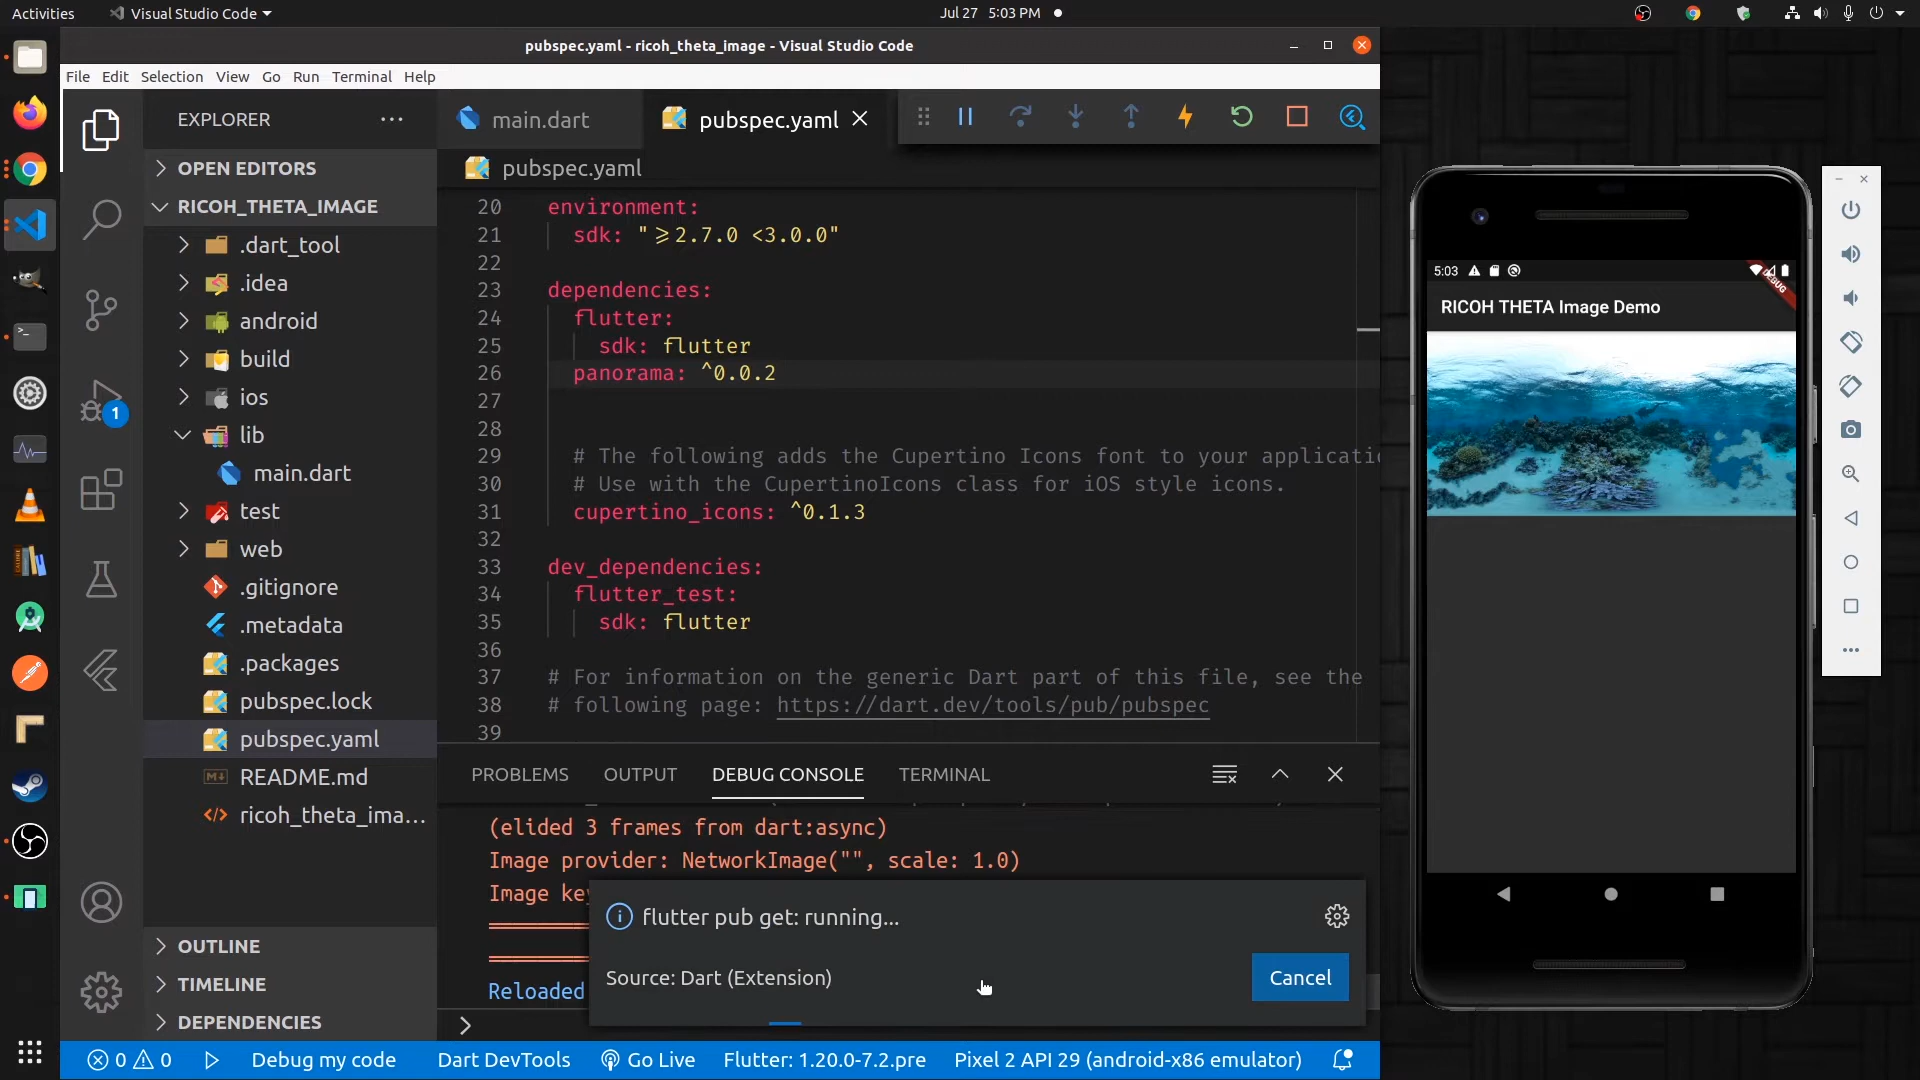 Activities
Visual Studio Code
Jul 27 5:03 PM
pubspec.yaml - ricoh_theta_image - Visual Studio Code
File Edit Selection View Go Run Terminal Help
EXPLORER
main.dart
pubspec.yaml
pubspec.yaml
OPEN EDITORS
RICOH_THETA_IMAGE
.dart_tool
.idea
android
build
ios
lib
main.dart
test
web
.gitignore
.metadata
.packages
pubspec.lock
pubspec.yaml
README.md
ricoh_theta_ima...
OUTLINE
TIMELINE
DEPENDENCIES
1
20 environment:
21 sdk: ">=2.7.0 <3.0.0"
22
23 dependencies:
24 flutter:
25 sdk: flutter
26 panorama: ^0.0.2
27
28
29 # The following adds the Cupertino Icons font to your applicatio
30 # Use with the CupertinoIcons class for iOS style icons.
31 cupertino_icons: ^0.1.3
32
33 dev_dependencies:
34 flutter_test:
35 sdk: flutter
36
37 # For information on the generic Dart part of this file, see the
38 # following page: https://dart.dev/tools/pub/pubspec
39
PROBLEMS OUTPUT DEBUG CONSOLE TERMINAL
(elided 3 frames from dart:async)
Image provider: NetworkImage("", scale: 1.0)
Image key
Reloaded
flutter pub get: running...
Source: Dart (Extension)
Cancel
0 0 Debug my code Dart DevTools Go Live Flutter: 1.20.0-7.2.pre Pixel 2 API 29 (android-x86 emulator)
5:03
DEBUG
RICOH THETA Image Demo